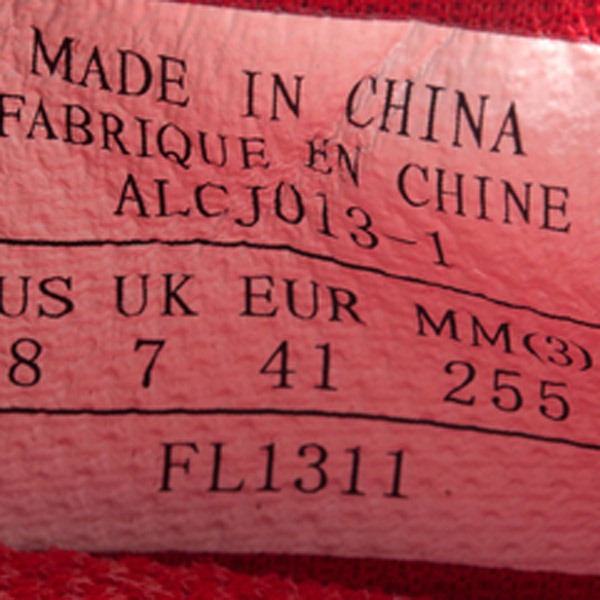 MADE IN CHINA
FABRIQUE EN CHINE
ALCJ013-1
US UK EUR MM(3)
8 7 41 255
FL1311